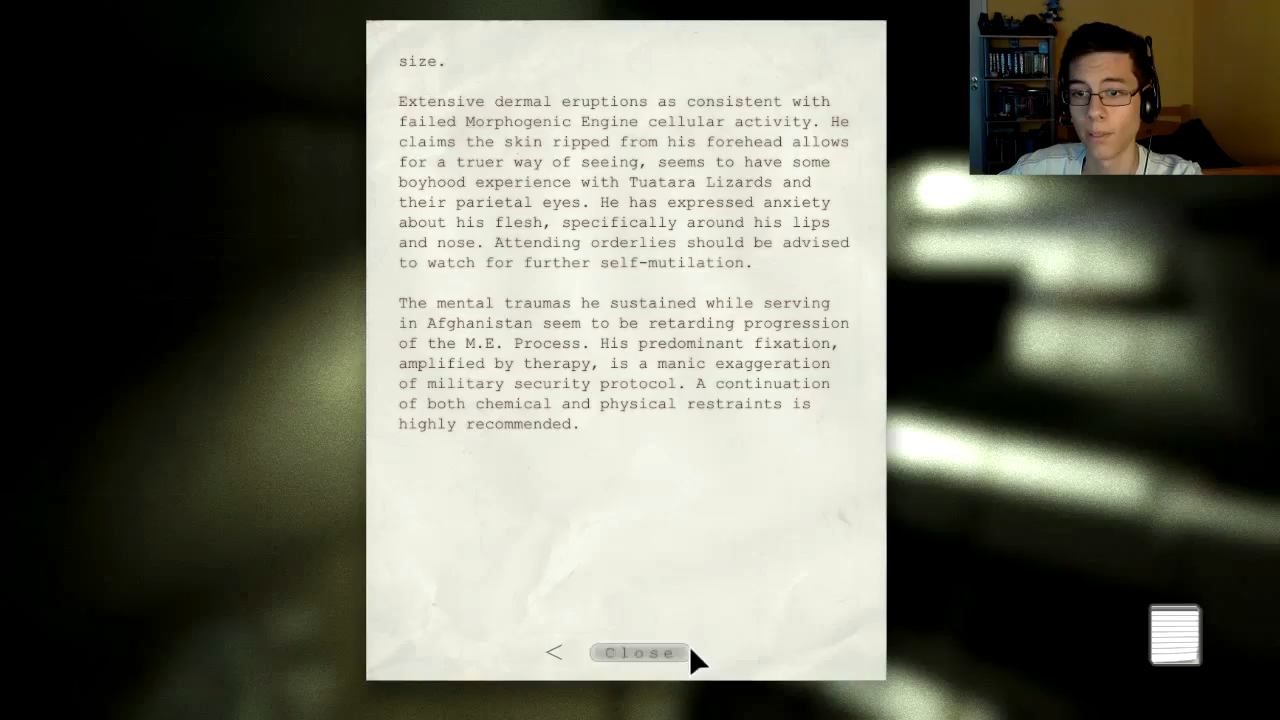 size.
Extensive dermal eruptions as consistent with
failed Morphogenic Engine cellular activity. He
claims the skin ripped from his forehead allows
for a truer way of seeing, seems to have some
boyhood experience with Tuatara Lizards and
their parietal eyes. He has expressed anxiety
about his flesh, specifically around his lips
and nose. Attending orderlies should be advised
to watch for further self-mutilation.
The mental traumas he sustained while serving
in Afghanistan seem to be retarding progression
of the M.E. Process. His predominant fixation,
amplified by therapy, is a manic exaggeration
of military security protocol. A continuation
of both chemical and physical restraints is
highly recommended.
< Close